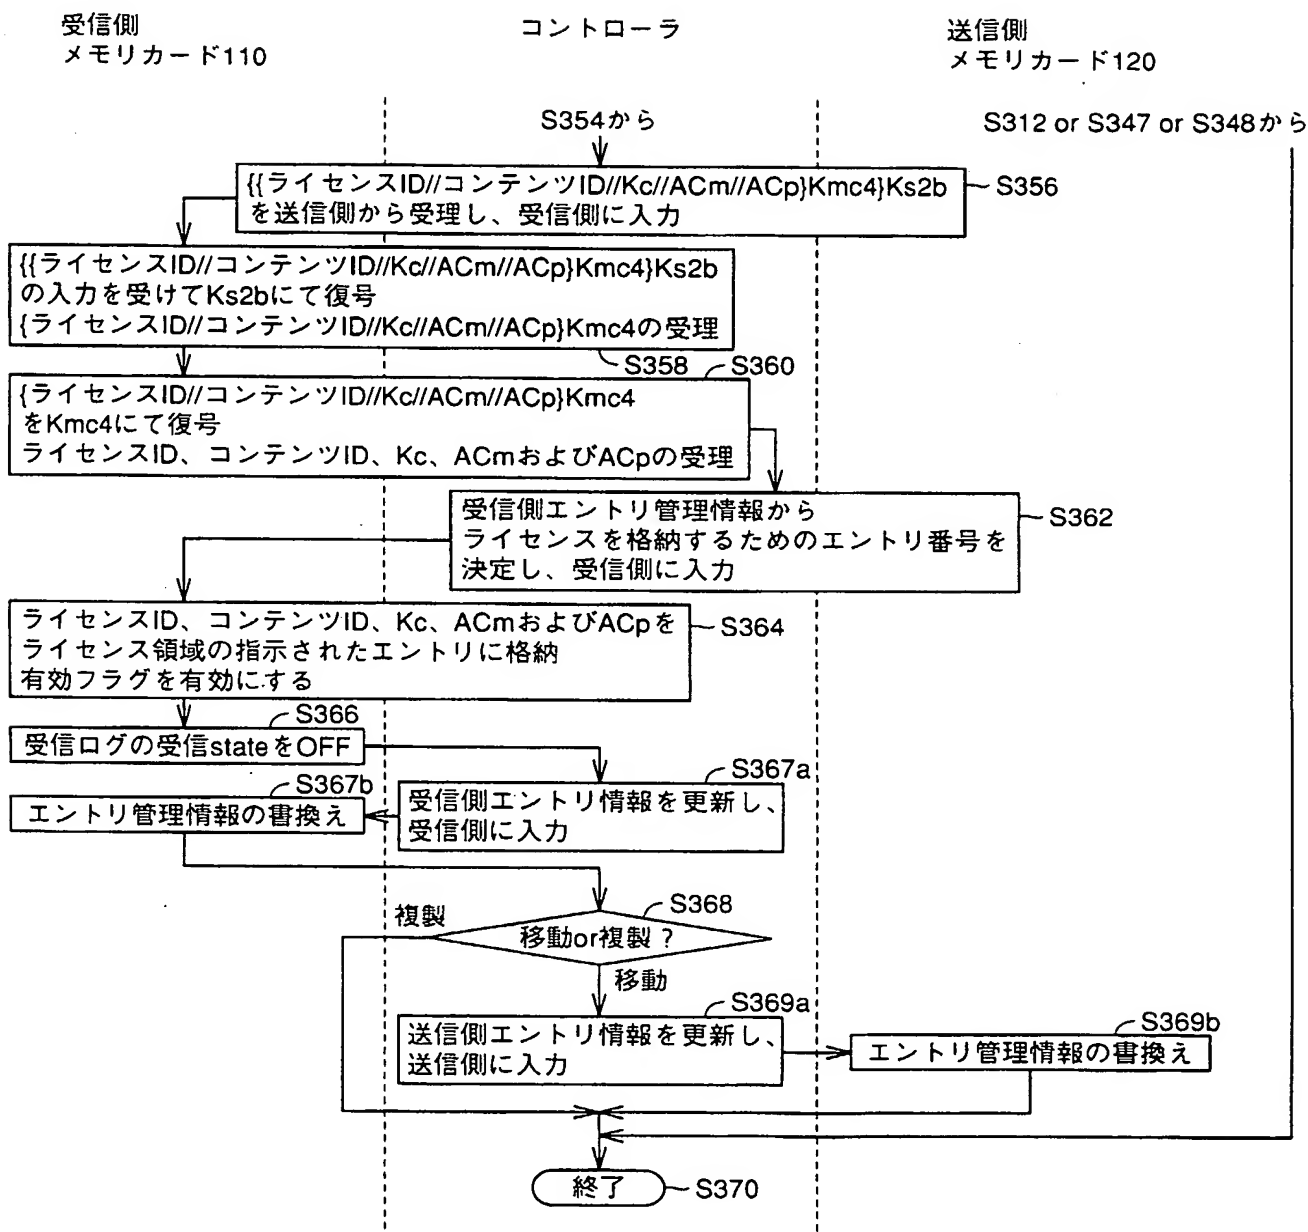 受信側
メモリカード110
コントローラ
送信側
メモリカード120
S354から
S312 or S347 or S348から
{{ライセンスID//コンテンツID//Kc//ACm//ACp}Kmc4}Ks2b
を送信側から受理し、受信側に入力
S356
{{ライセンスID//コンテンツID//Kc//ACm//ACp}Kmc4}Ks2b
の入力を受けてKs2bにて復号
{ライセンスID//コンテンツID//Kc//ACm//ACp}Kmc4の受理
S358
S360
{ライセンスID//コンテンツID//Kc//ACm//ACp}Kmc4
をKmc4にて復号
ライセンスID、コンテンツID、Kc、ACmおよびACpの受理
受信側エントリ管理情報から
ライセンスを格納するためのエントリ番号を
決定し、受信側に入力
S362
ライセンスID、コンテンツID、Kc、ACmおよびACpを
ライセンス領域の指示されたエントリに格納
有効フラグを有効にする
S364
S366
受信ログの受信stateをOFF
S367a
受信側エントリ情報を更新し、
受信側に入力
S367b
エントリ管理情報の書換え
S368
移動or複製?
複製
移動
S369a
送信側エントリ情報を更新し、
送信側に入力
S369b
エントリ管理情報の書換え
終了
S370